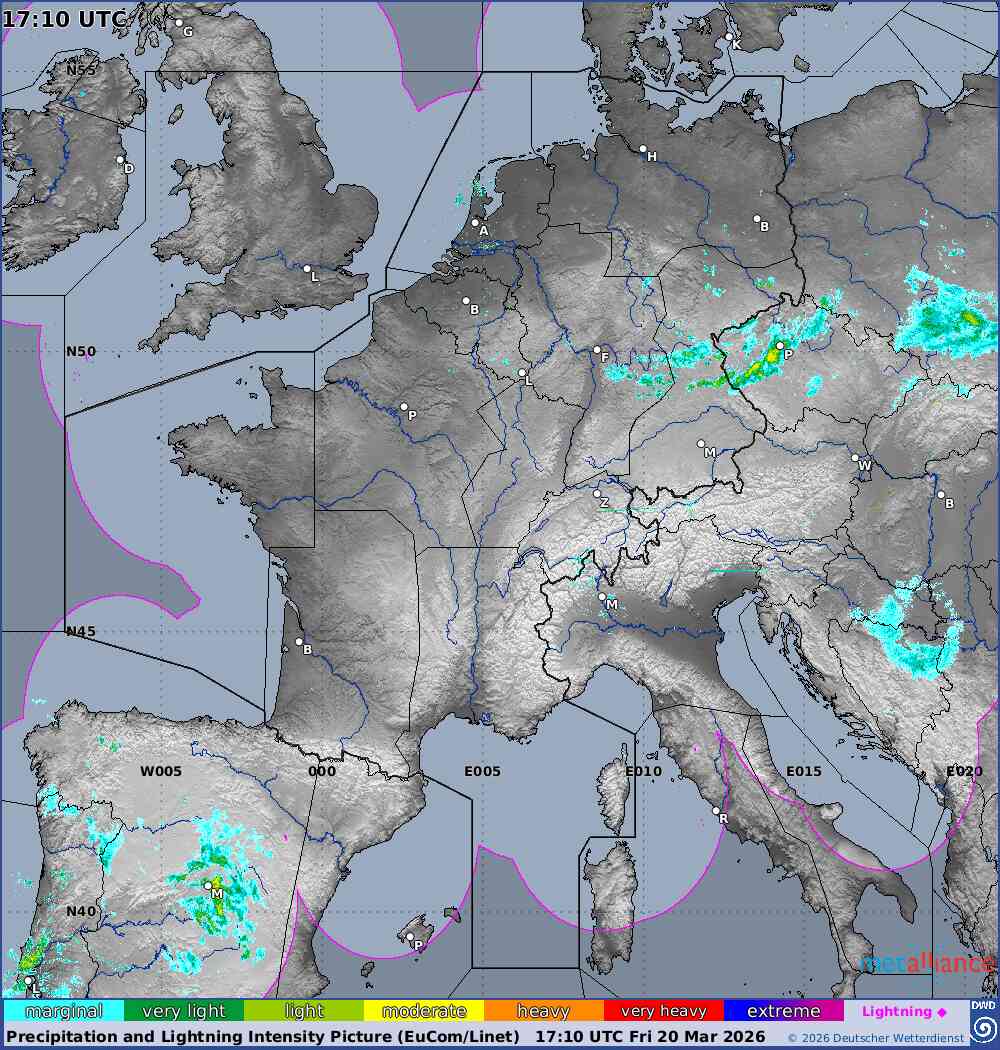 17:10 UTC
G
K
N55
H
D
A
B
L
B
N50
F
P
L
P
M
W
Z
B
M
N45
B
W005
000
E005
E010
E015
E020
R
M
N40
P
metalliance
L
marginal very light light moderate heavy very heavy extreme Lightning ◆ DWD
Precipitation and Lightning Intensity Picture (EuCom/Linet) 17:10 UTC Fri 20 Mar 2026 © 2026 Deutscher Wetterdienst